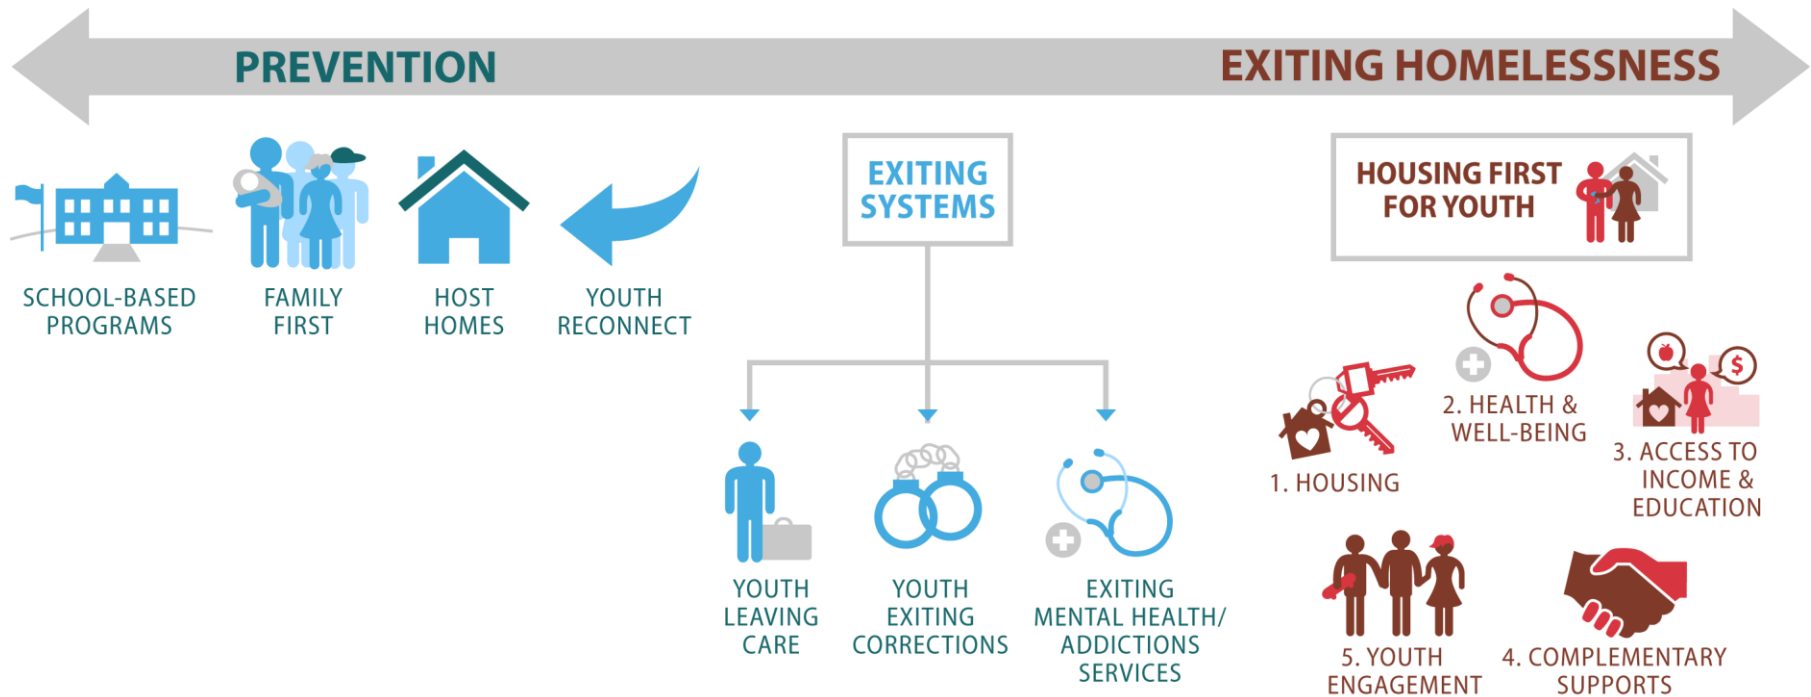 PREVENTION
EXITING HOMELESSNESS
SCHOOL-BASED
PROGRAMS
FAMILY
FIRST
HOST
HOMES
YOUTH
RECONNECT
EXITING
SYSTEMS
YOUTH
LEAVING
CARE
YOUTH
EXITING
CORRECTIONS
EXITING
MENTAL HEALTH/
ADDICTIONS
SERVICES
HOUSING FIRST
FOR YOUTH
1. HOUSING
2. HEALTH &
WELL-BEING
$
3. ACCESS TO
INCOME &
EDUCATION
4. COMPLEMENTARY
SUPPORTS
5. YOUTH
ENGAGEMENT